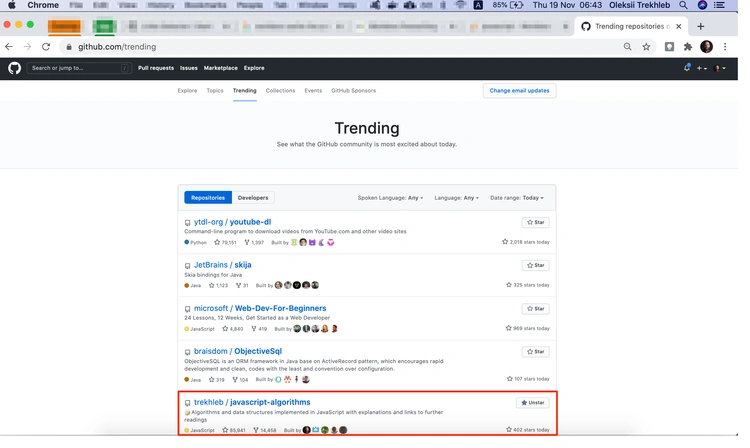 Chrome
85%
Thu 19 Nov 06:43
Oleksii Trekhleb
Trending repositories
github.com/trending
Search or jump to...
/
Pull requests
Issues
Marketplace
Explore
Explore
Topics
Trending
Collections
Events
GitHub Sponsors
Change email updates
Trending
See what the GitHub community is most excited about today.
Repositories
Developers
Spoken Language: Any
Language: Any
Date range: Today
ytdl-org / youtube-dl
Star
Command-line program to download videos from YouTube.com and other video sites
Python
79,151
1,397
Built by
2,018 stars today
JetBrains / skija
Star
Skia bindings for Java
Java
1,123
31
Built by
325 stars today
microsoft / Web-Dev-For-Beginners
Star
24 Lessons, 12 Weeks, Get Started as a Web Developer
JavaScript
4,840
419
Built by
969 stars today
braisdom / ObjectiveSql
Star
ObjectiveSQL is an ORM framework in Java base on ActiveRecord pattern, which encourages rapid
development and clean, codes with the least and convention over configuration.
Java
319
104
Built by
107 stars today
trekhleb / javascript-algorithms
Unstar
Algorithms and data structures implemented in JavaScript with explanations and links to further
readings
JavaScript
85,941
14,458
Built by
402 stars today